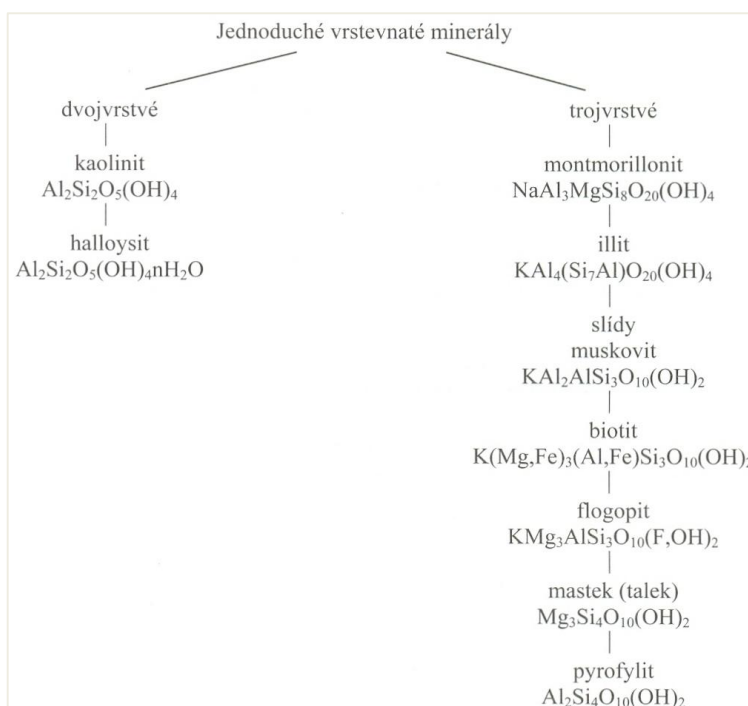 Jednoduché vrstevnaté minerály
dvojvrstvé
kaolinit
Al₂Si₂O₅(OH)₄
halloysit
Al₂Si₂O₅(OH)₄nH₂O
trojvrstvé
montmorillonit
NaAl₃MgSi₈O₂₀(OH)₄
illit
KAl₄(Si₇Al)O₂₀(OH)₄
slídy
muskovit
KAl₂AlSi₃O₁₀(OH)₂
biotit
K(Mg,Fe)₃(Al,Fe)Si₃O₁₀(OH)₂
flogopit
KMg₃AlSi₃O₁₀(F,OH)₂
mastek (talek)
Mg₃Si₄O₁₀(OH)₂
pyrofylit
Al₂Si₄O₁₀(OH)₂